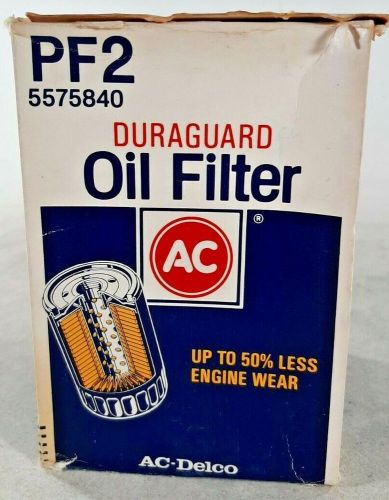 PF2
5575840
DURAGUARD
Oil Filter
AC
®
UP TO 50% LESS
ENGINE WEAR
AC-Delco